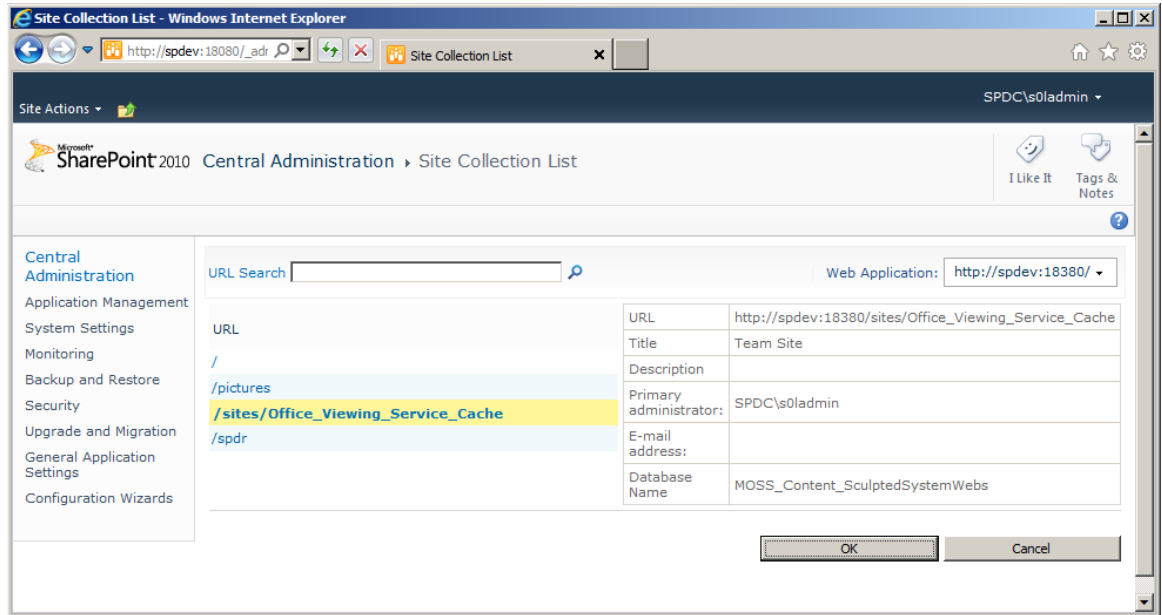 Site Collection List - Windows Internet Explorer
http://spdev:18080/_adr
Site Collection List
Site Actions
SPDC\s0ladmin
Microsoft
SharePoint 2010 Central Administration Site Collection List
I Like It
Tags &
Notes
Central
Administration
Application Management
System Settings
Monitoring
Backup and Restore
Security
Upgrade and Migration
General Application
Settings
Configuration Wizards
URL Search
Web Application: http://spdev:18380/
URL
/
/pictures
/sites/Office_Viewing_Service_Cache
/spdr
URL http://spdev:18380/sites/Office_Viewing_Service_Cache
Title Team Site
Description
Primary
administrator: SPDC\s0ladmin
E-mail
address:
Database
Name MOSS_Content_SculptedSystemWebs
OK Cancel